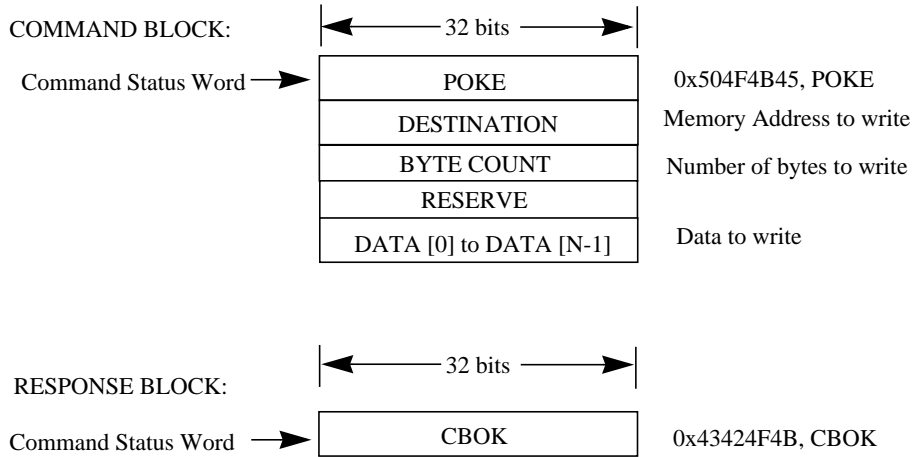 COMMAND BLOCK:
32 bits
Command Status Word
POKE
0x504F4B45, POKE
DESTINATION
Memory Address to write
BYTE COUNT
Number of bytes to write
RESERVE
DATA [0] to DATA [N-1]
Data to write
32 bits
RESPONSE BLOCK:
Command Status Word
CBOK
0x43424F4B, CBOK